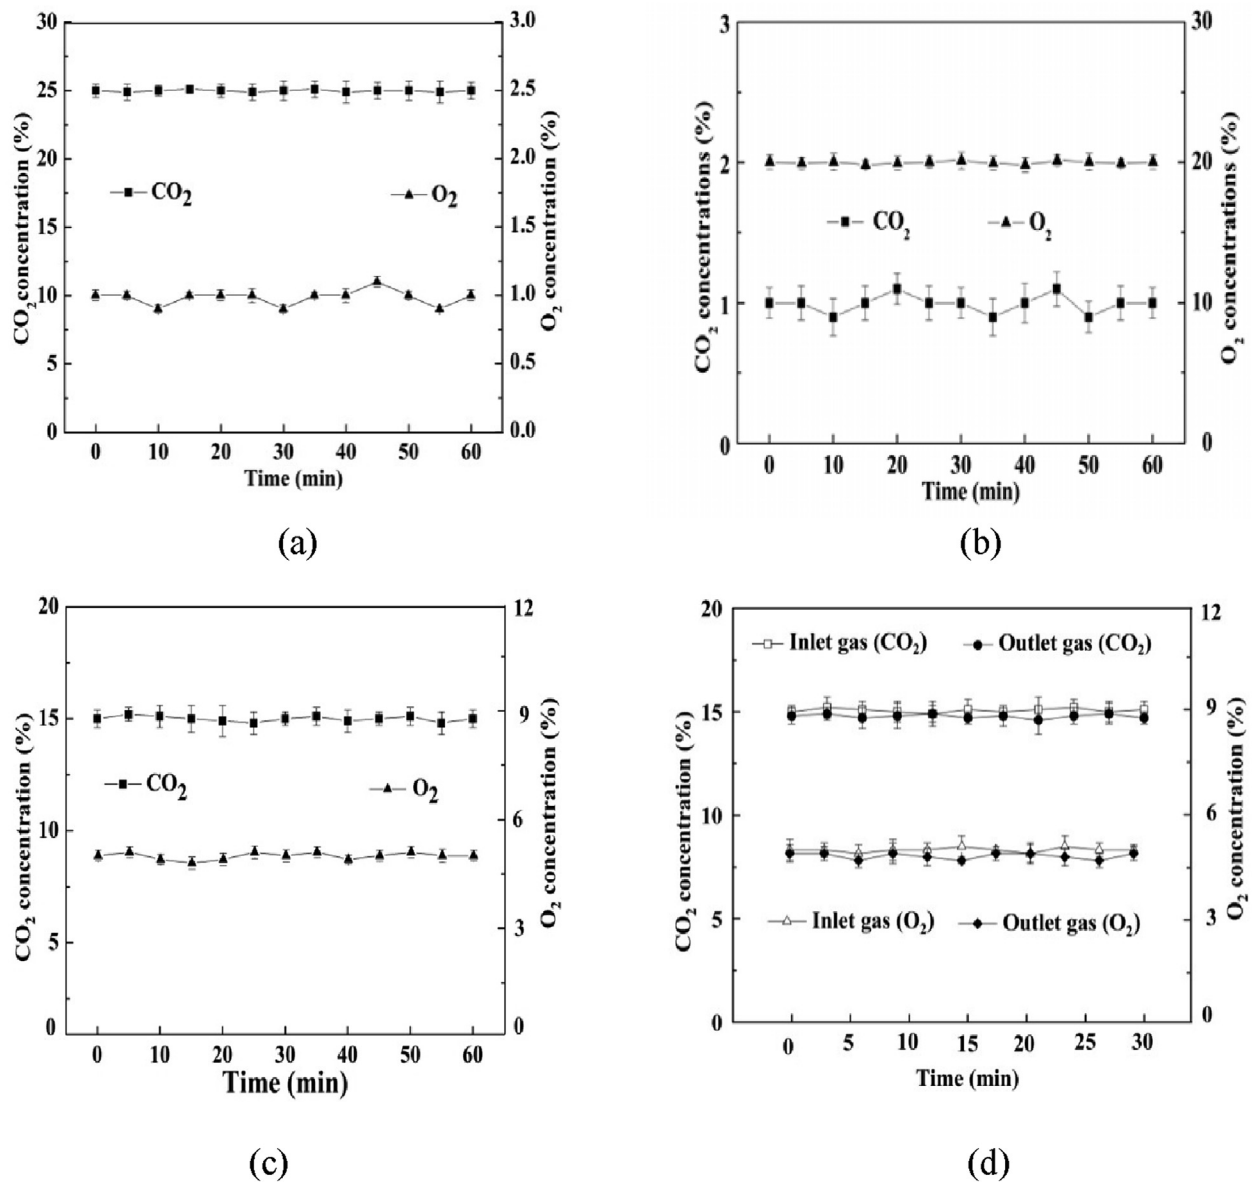 30
25
20
15
10
5
0
CO2 concentration (%)
3.0
2.5
2.0
1.5
1.0
0.5
0.0
O2 concentration (%)
CO2
O2
0 10 20 30 40 50 60
Time (min)
(a)
3
2
1
0
CO2 concentrations (%)
30
20
10
0
O2 concentrations (%)
CO2
O2
0 10 20 30 40 50 60
Time (min)
(b)
20
15
10
5
0
CO2 concentration (%)
12
9
6
3
0
O2 concentration (%)
CO2
O2
0 10 20 30 40 50 60
Time (min)
(c)
20
15
10
5
0
CO2 concentration (%)
12
9
6
3
0
O2 concentration (%)
Inlet gas (CO2) Outlet gas (CO2)
Inlet gas (O2) Outlet gas (O2)
0 5 10 15 20 25 30
Time (min)
(d)